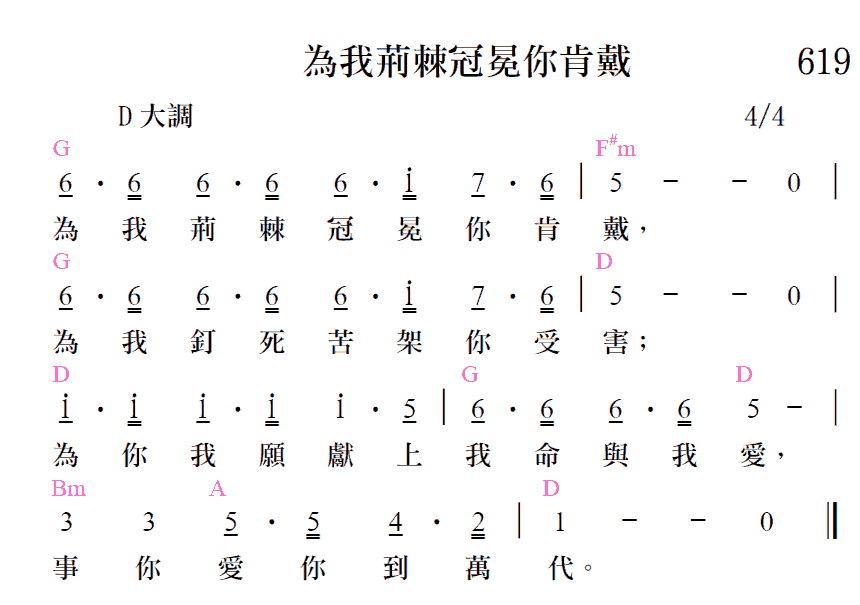 為我荊棘冠冕你肯戴 619
D 大調 4/4
G F#m
6 · 6 6 · 6 6 · i 7 · 6 | 5 － － 0 |
為 我 荊 棘 冠 冕 你 肯 戴，
G D
6 · 6 6 · 6 6 · i 7 · 6 | 5 － － 0 |
為 我 釘 死 苦 架 你 受 害；
D G D
i · i i · i i · 5 | 6 · 6 6 · 6 5 － |
為 你 我 願 獻 上 我 命 與 我 愛，
Bm A D
3 3 5 · 5 4 · 2 | 1 － － 0 ‖
事 你 愛 你 到 萬 代。